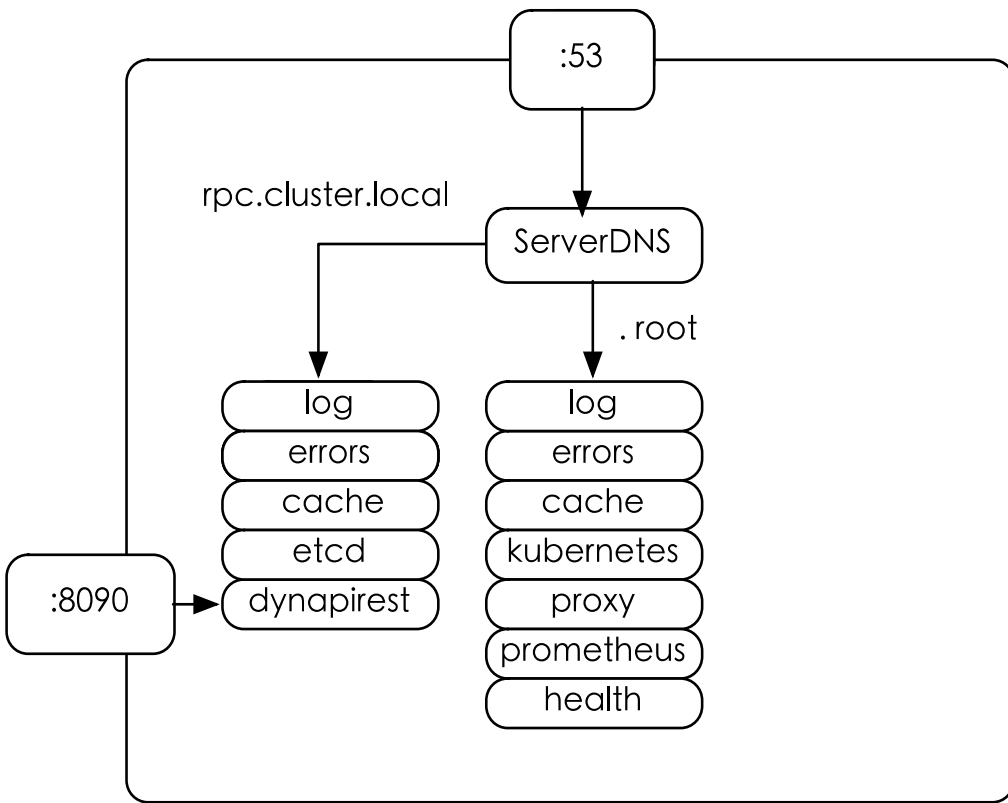 :53
rpc.cluster.local
ServerDNS
. root
log
errors
cache
etcd
dynapirest
log
errors
cache
kubernetes
proxy
prometheus
health
:8090